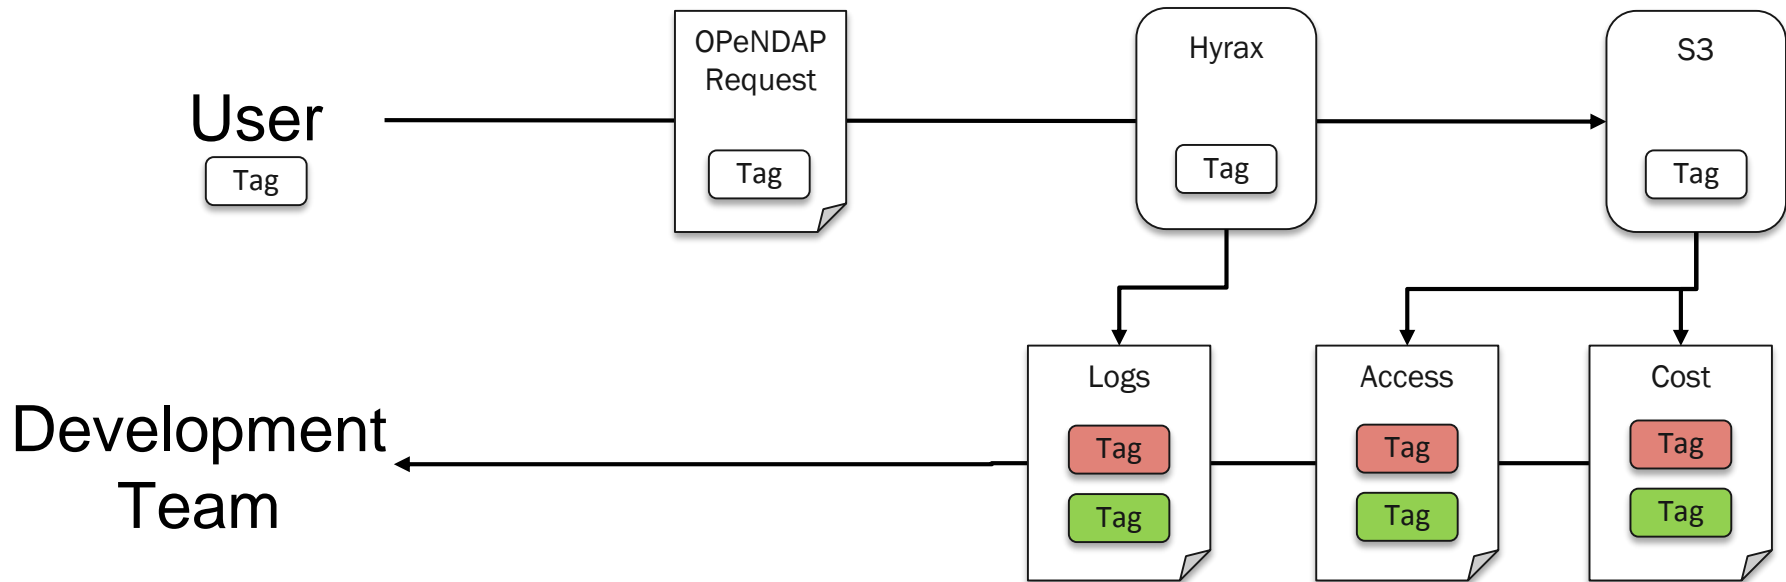 User
Tag
OPeNDAP
Request
Tag
Hyrax
Tag
S3
Tag
Development
Team
Logs
Tag
Tag
Access
Tag
Tag
Cost
Tag
Tag